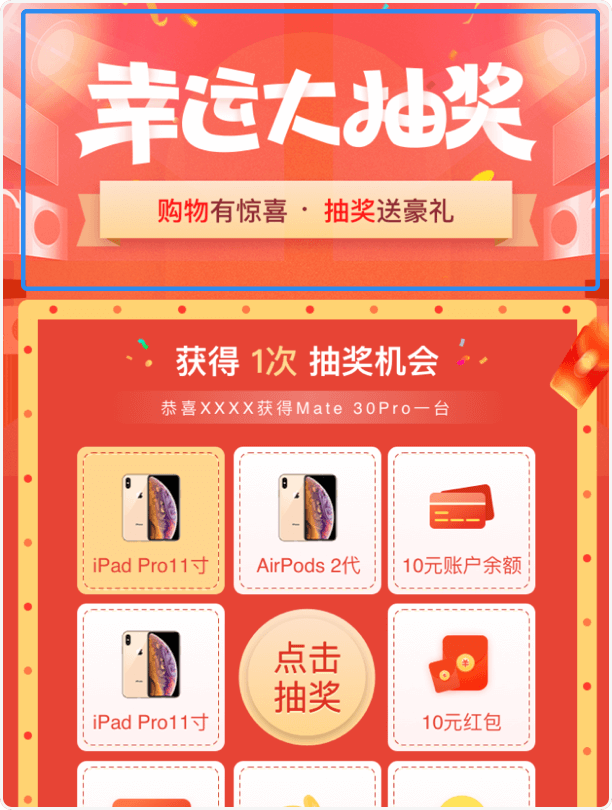 幸运大抽奖
购物有惊喜 · 抽奖送豪礼
获得 1次 抽奖机会
恭喜XXXX获得Mate 30Pro一台
iPad Pro11寸
AirPods 2代
10元账户余额
iPad Pro11寸
点击
抽奖
10元红包